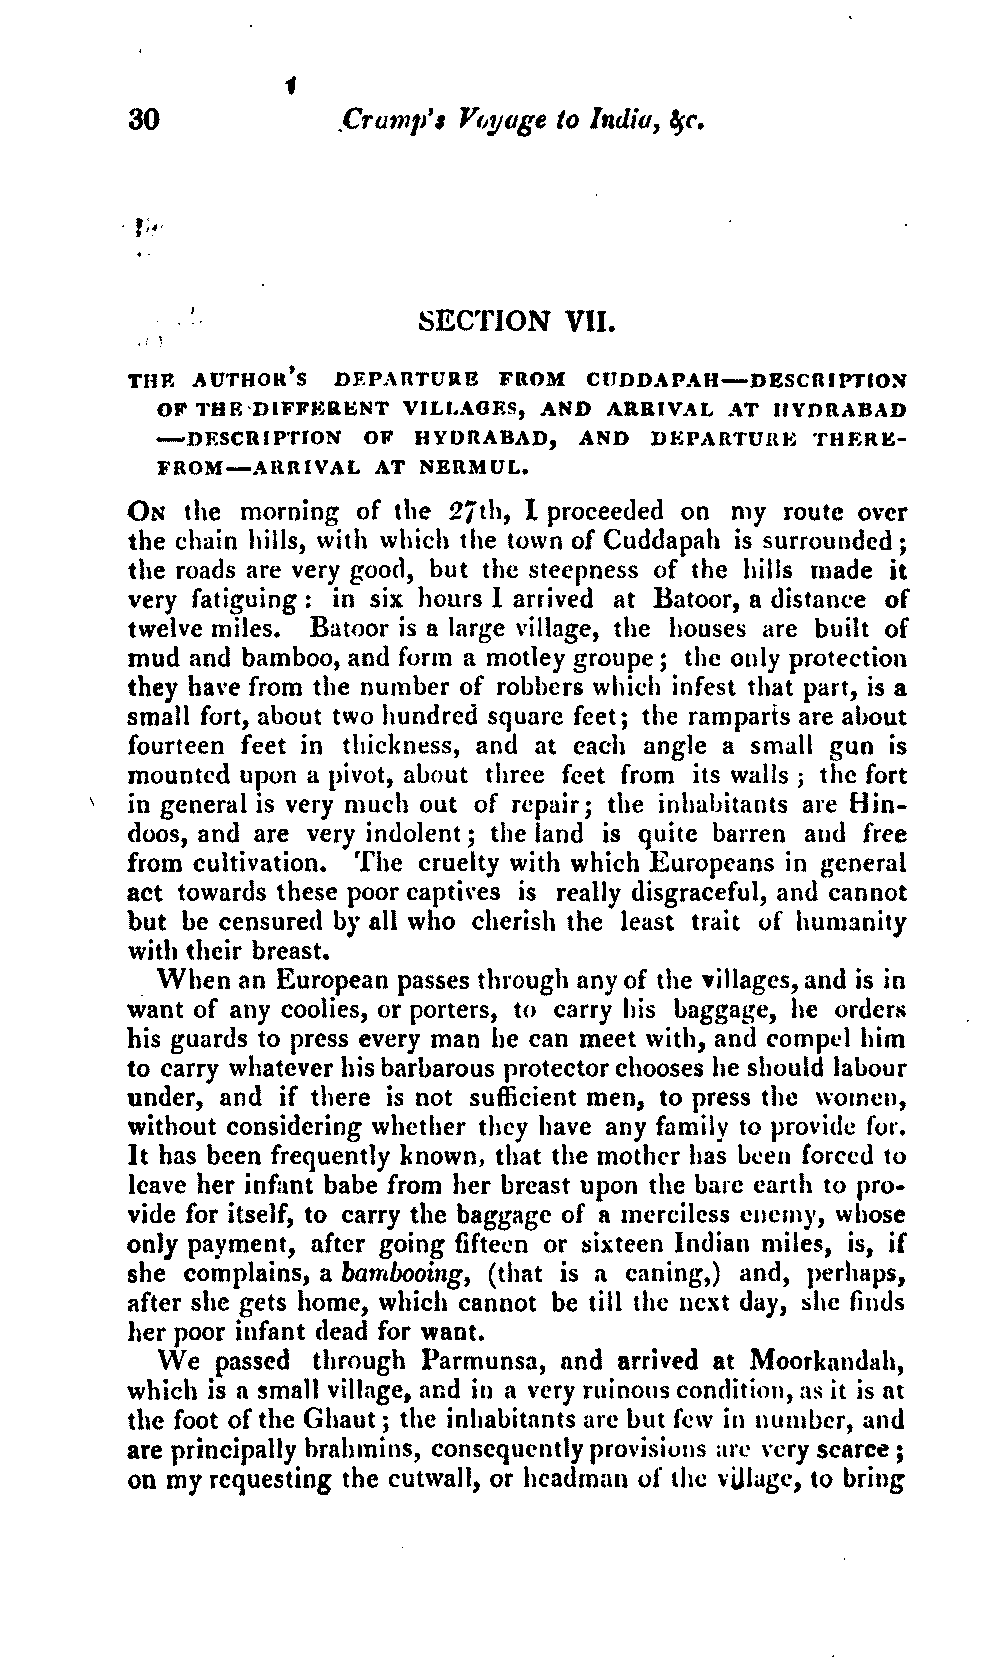 30 Cramp's Voyage to India, &c.
SECTION VII.
THE AUTHOR'S DEPARTURE FROM CUDDAPAH—DESCRIPTION
OF THE DIFFERENT VILLAGES, AND ARRIVAL AT HYDRABAD
—DESCRIPTION OF HYDRABAD, AND DEPARTURE THERE-
FROM—ARRIVAL AT NERMUL.
ON the morning of the 27th, I proceeded on my route over
the chain hills, with which the town of Cuddapah is surrounded;
the roads are very good, but the steepness of the hills made it
very fatiguing: in six hours I arrived at Batoor, a distance of
twelve miles. Batoor is a large village, the houses are built of
mud and bamboo, and form a motley groupe; the only protection
they have from the number of robbers which infest that part, is a
small fort, about two hundred square feet; the ramparts are about
fourteen feet in thickness, and at each angle a small gun is
mounted upon a pivot, about three feet from its walls; the fort
in general is very much out of repair; the inhabitants are Hin-
doos, and are very indolent; the land is quite barren and free
from cultivation. The cruelty with which Europeans in general
act towards these poor captives is really disgraceful, and cannot
but be censured by all who cherish the least trait of humanity
with their breast.
When an European passes through any of the villages, and is in
want of any coolies, or porters, to carry his baggage, he orders
his guards to press every man he can meet with, and compel him
to carry whatever his barbarous protector chooses he should labour
under, and if there is not sufficient men, to press the women,
without considering whether they have any family to provide for.
It has been frequently known, that the mother has been forced to
leave her infant babe from her breast upon the bare earth to pro-
vide for itself, to carry the baggage of a merciless enemy, whose
only payment, after going fifteen or sixteen Indian miles, is, if
she complains, a bambooing, (that is a caning,) and, perhaps,
after she gets home, which cannot be till the next day, she finds
her poor infant dead for want.
We passed through Parmunsa, and arrived at Moorkandah,
which is a small village, and in a very ruinous condition, as it is at
the foot of the Ghaut; the inhabitants are but few in number, and
are principally brahmins, consequently provisions are very scarce;
on my requesting the cutwall, or headman of the village, to bring